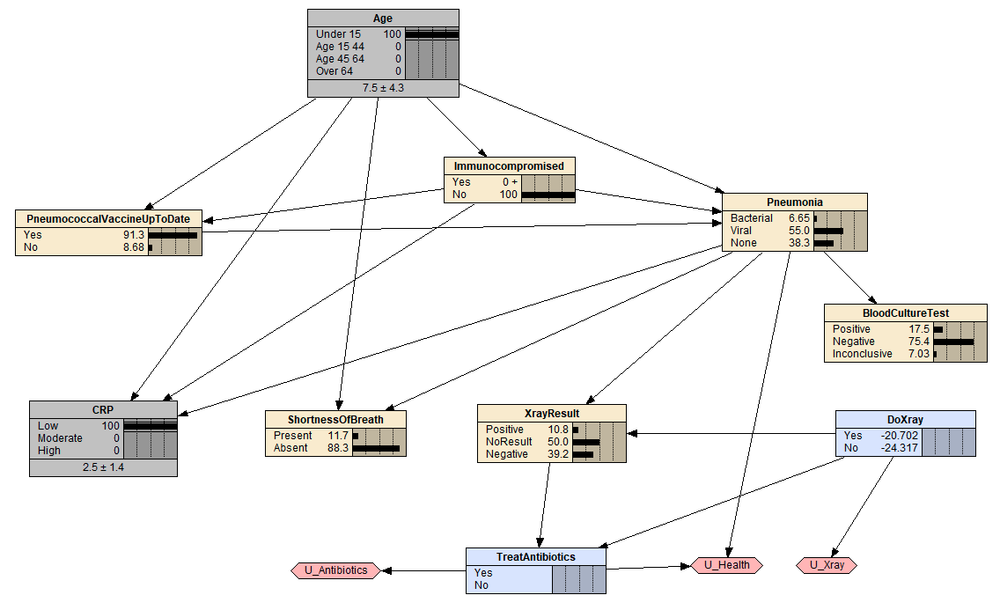 Age
Under 15 100
Age 15 44 0
Age 45 64 0
Over 64 0
7.5 ± 4.3
Immunocompromised
Yes 0 +
No 100
PneumococcalVaccineUpToDate
Yes 91.3
No 8.68
Pneumonia
Bacterial 6.65
Viral 55.0
None 38.3
BloodCultureTest
Positive 17.5
Negative 75.4
Inconclusive 7.03
CRP
Low 100
Moderate 0
High 0
2.5 ± 1.4
ShortnessOfBreath
Present 11.7
Absent 88.3
XrayResult
Positive 10.8
NoResult 50.0
Negative 39.2
DoXray
Yes -20.702
No -24.317
TreatAntibiotics
Yes
No
U_Antibiotics
U_Health
U_Xray